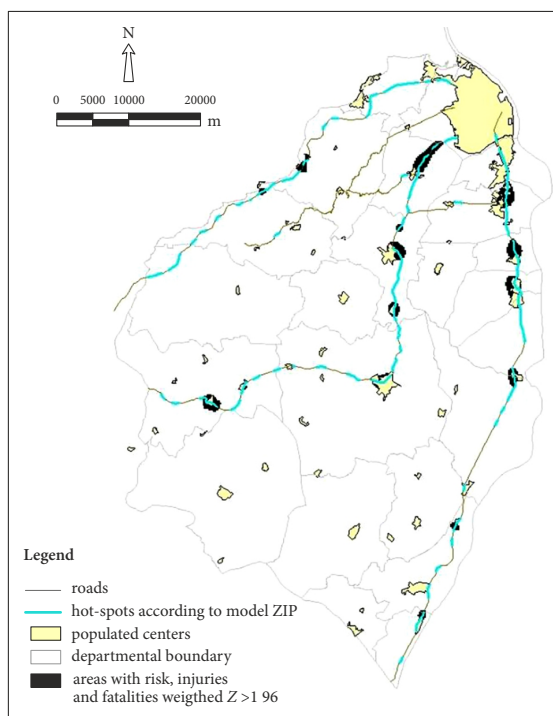 N
0 5000 10000 20000
m
Legend
roads
hot-spots according to model ZIP
populated centers
departmental boundary
areas with risk, injuries
and fatalities weigthed Z >1 96